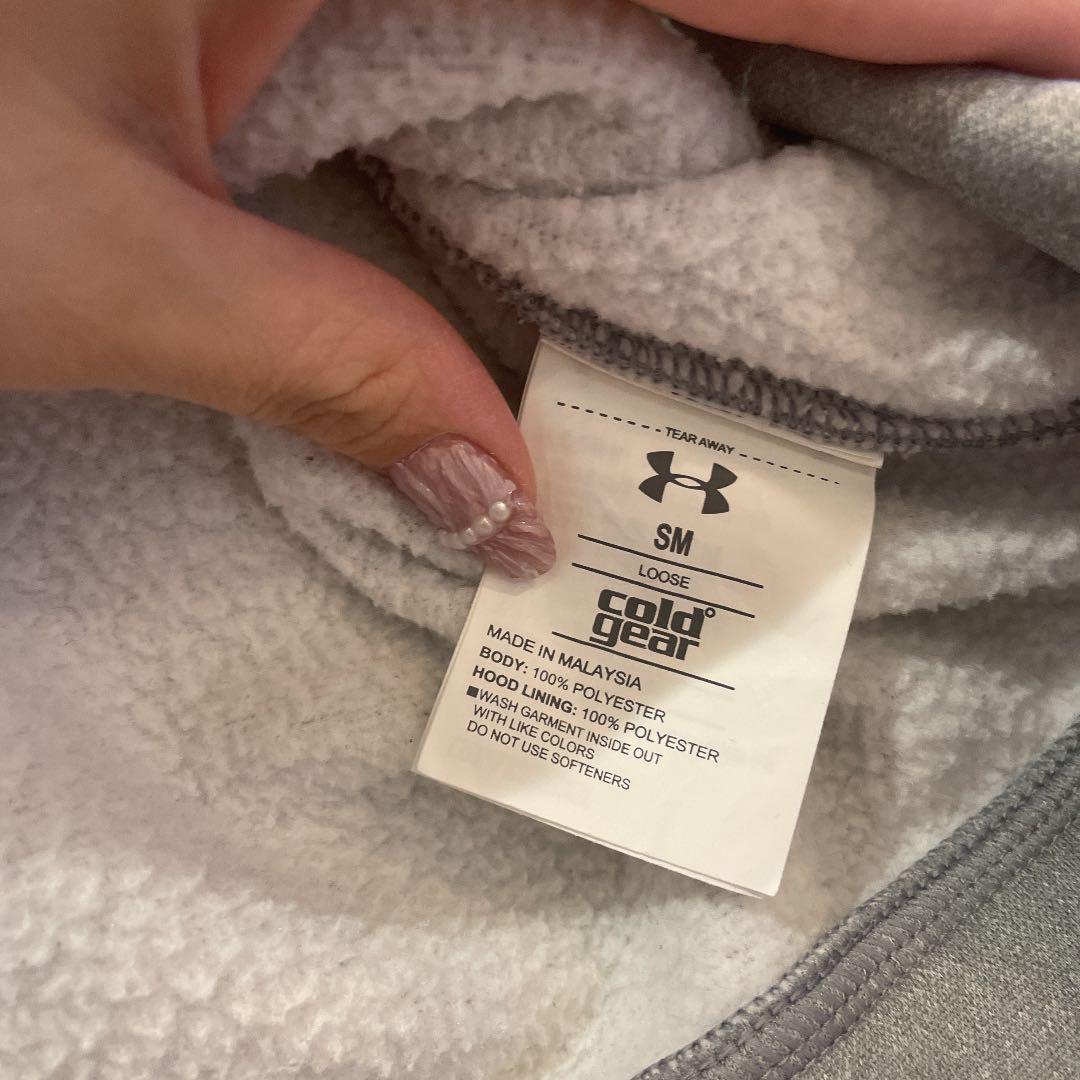 TEAR AWAY
SM
LOOSE
cold°
gear
MADE IN MALAYSIA
BODY: 100% POLYESTER
HOOD LINING: 100% POLYESTER
■WASH GARMENT INSIDE OUT
WITH LIKE COLORS
DO NOT USE SOFTENERS